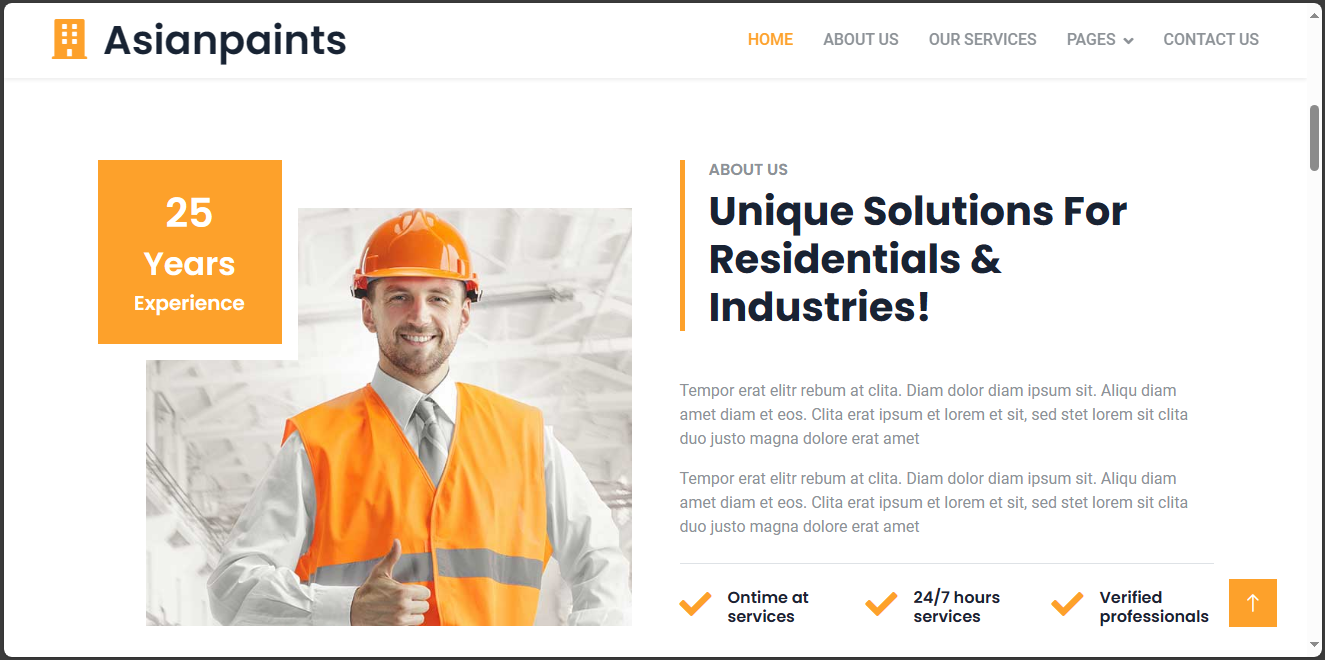 Asianpaints
HOME ABOUT US OUR SERVICES PAGES CONTACT US
25
Years
Experience
ABOUT US
Unique Solutions For
Residentials &
Industries!
Tempor erat elitr rebum at clita. Diam dolor diam ipsum sit. Aliqu diam
amet diam et eos. Clita erat ipsum et lorem et sit, sed stet lorem sit clita
duo justo magna dolore erat amet
Tempor erat elitr rebum at clita. Diam dolor diam ipsum sit. Aliqu diam
amet diam et eos. Clita erat ipsum et lorem et sit, sed stet lorem sit clita
duo justo magna dolore erat amet
Ontime at
services
24/7 hours
services
Verified
professionals